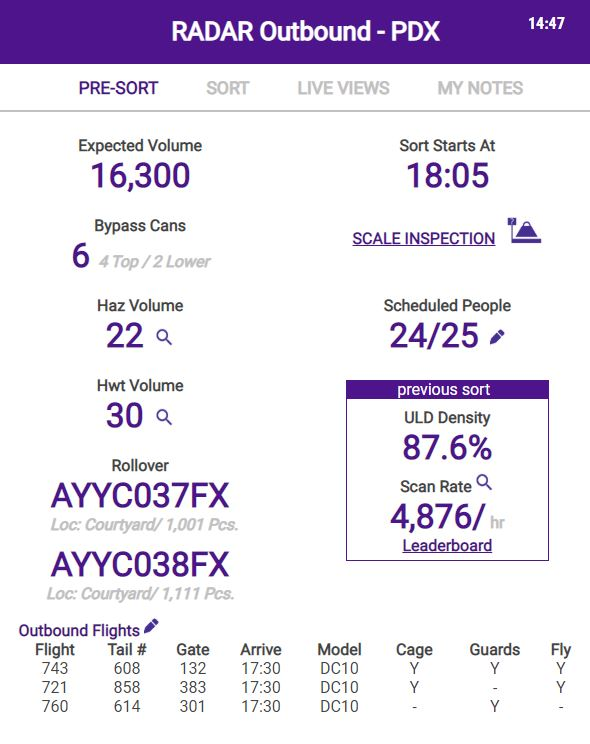 RADAR Outbound - PDX
14:47
PRE-SORT SORT LIVE VIEWS MY NOTES
Expected Volume
16,300
Sort Starts At
18:05
Bypass Cans
6 4 Top / 2 Lower
SCALE INSPECTION ?
Haz Volume
22
Scheduled People
24/25
Hwt Volume
30
previous sort
ULD Density
87.6%
Scan Rate
4,876/ hr
Leaderboard
Rollover
AYYC037FX
Loc: Courtyard/ 1,001 Pcs.
AYYC038FX
Loc: Courtyard/ 1,111 Pcs.
Outbound Flights
Flight Tail # Gate Arrive Model Cage Guards Fly
743 608 132 17:30 DC10 Y Y Y
721 858 383 17:30 DC10 Y - Y
760 614 301 17:30 DC10 - Y -